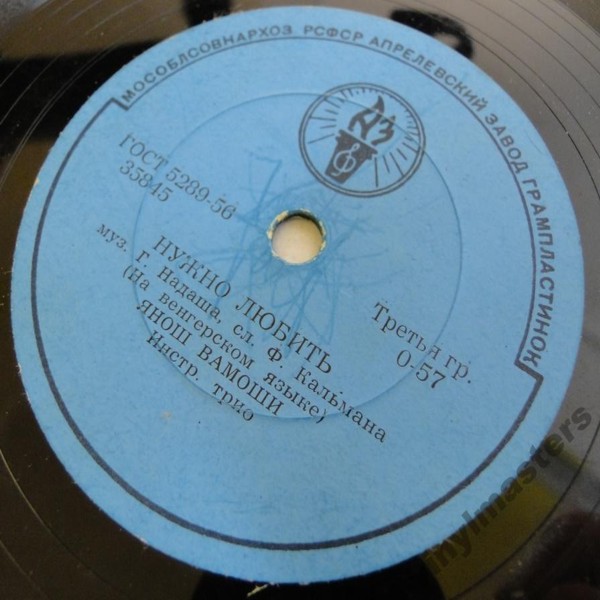 МОСОБЛСОВНАРХОЗ РСФСР АПРЕЛЕВСКИЙ ЗАВОД ГРАМПЛАСТИНОК
АЗ
ГОСТ 5289-56
35845
Третья гр.
0-57
НУЖНО ЛЮБИТЬ
муз. Г. Надаша, сл. Ф. Кальмана
(На венгерском языке)
ЯНОШ ВАМОШИ
Инстр. трио
vinylmasters